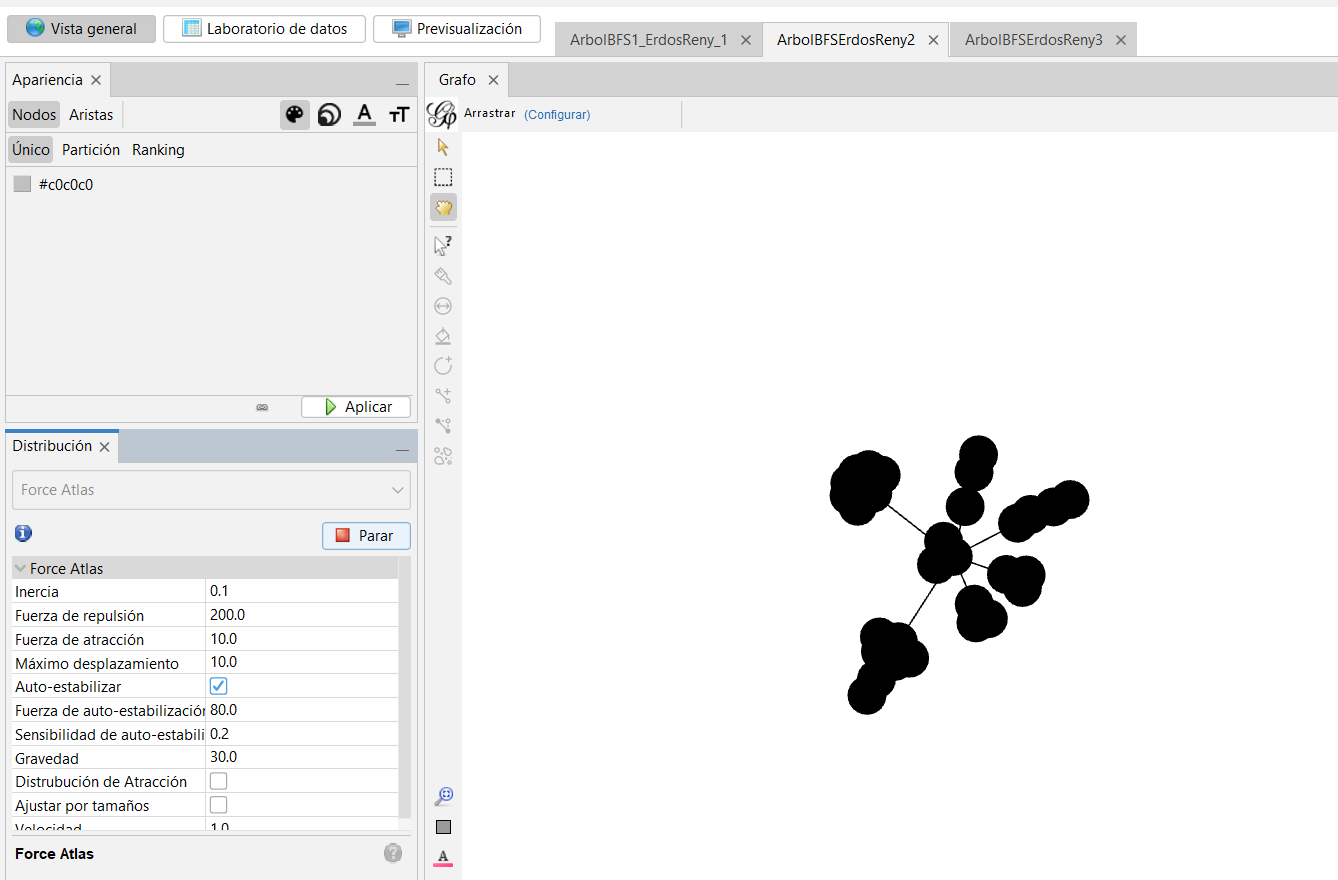 Vista general
Laboratorio de datos
Previsualización
ArbolBFS1_ErdosReny_1
ArbolBFSErdosReny2
ArbolBFSErdosReny3
Apariencia
Grafo
Nodos
Aristas
A
TT
Arrastrar
(Configurar)
Único
Partición
Ranking
#c0c0c0
Aplicar
Distribución
Force Atlas
Parar
Force Atlas
Inercia 0.1
Fuerza de repulsión 200.0
Fuerza de atracción 10.0
Máximo desplazamiento 10.0
Auto-estabilizar
Fuerza de auto-estabilización 80.0
Sensibilidad de auto-estabili 0.2
Gravedad 30.0
Distrubución de Atracción
Ajustar por tamaños
Velocidad 1.0
Force Atlas
A